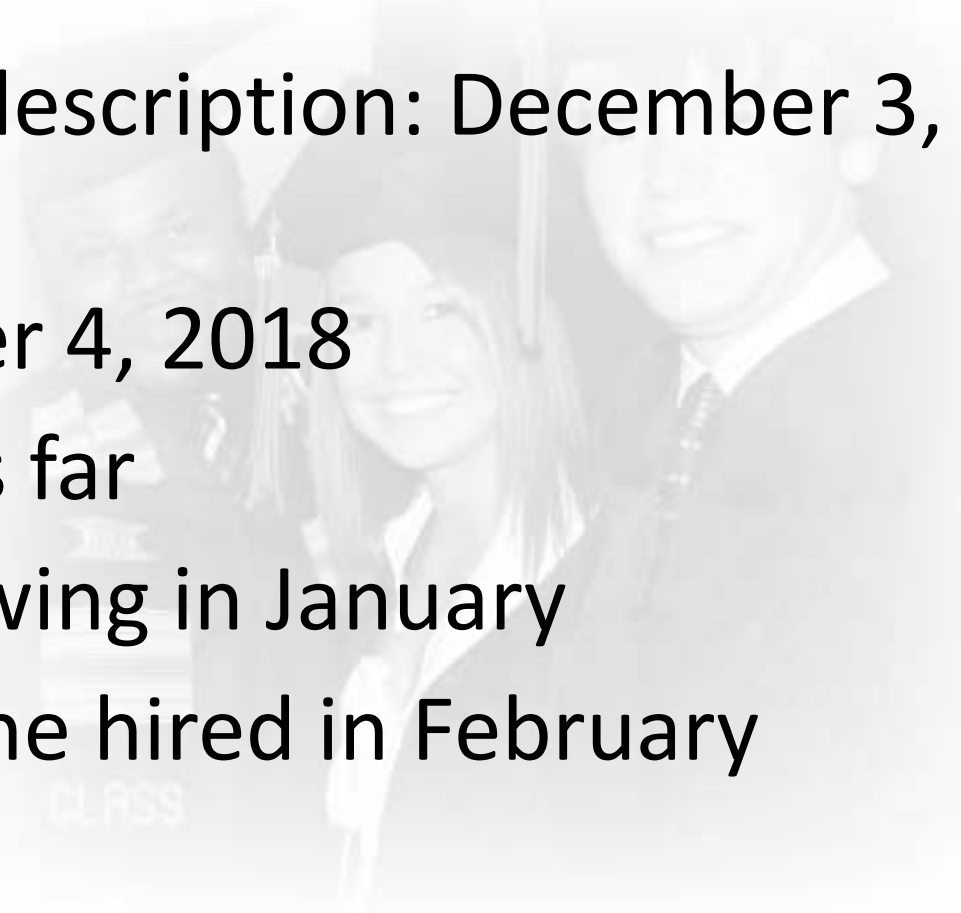 description: December 3,
er 4, 2018
s far
ving in January
ne hired in February
CLASS